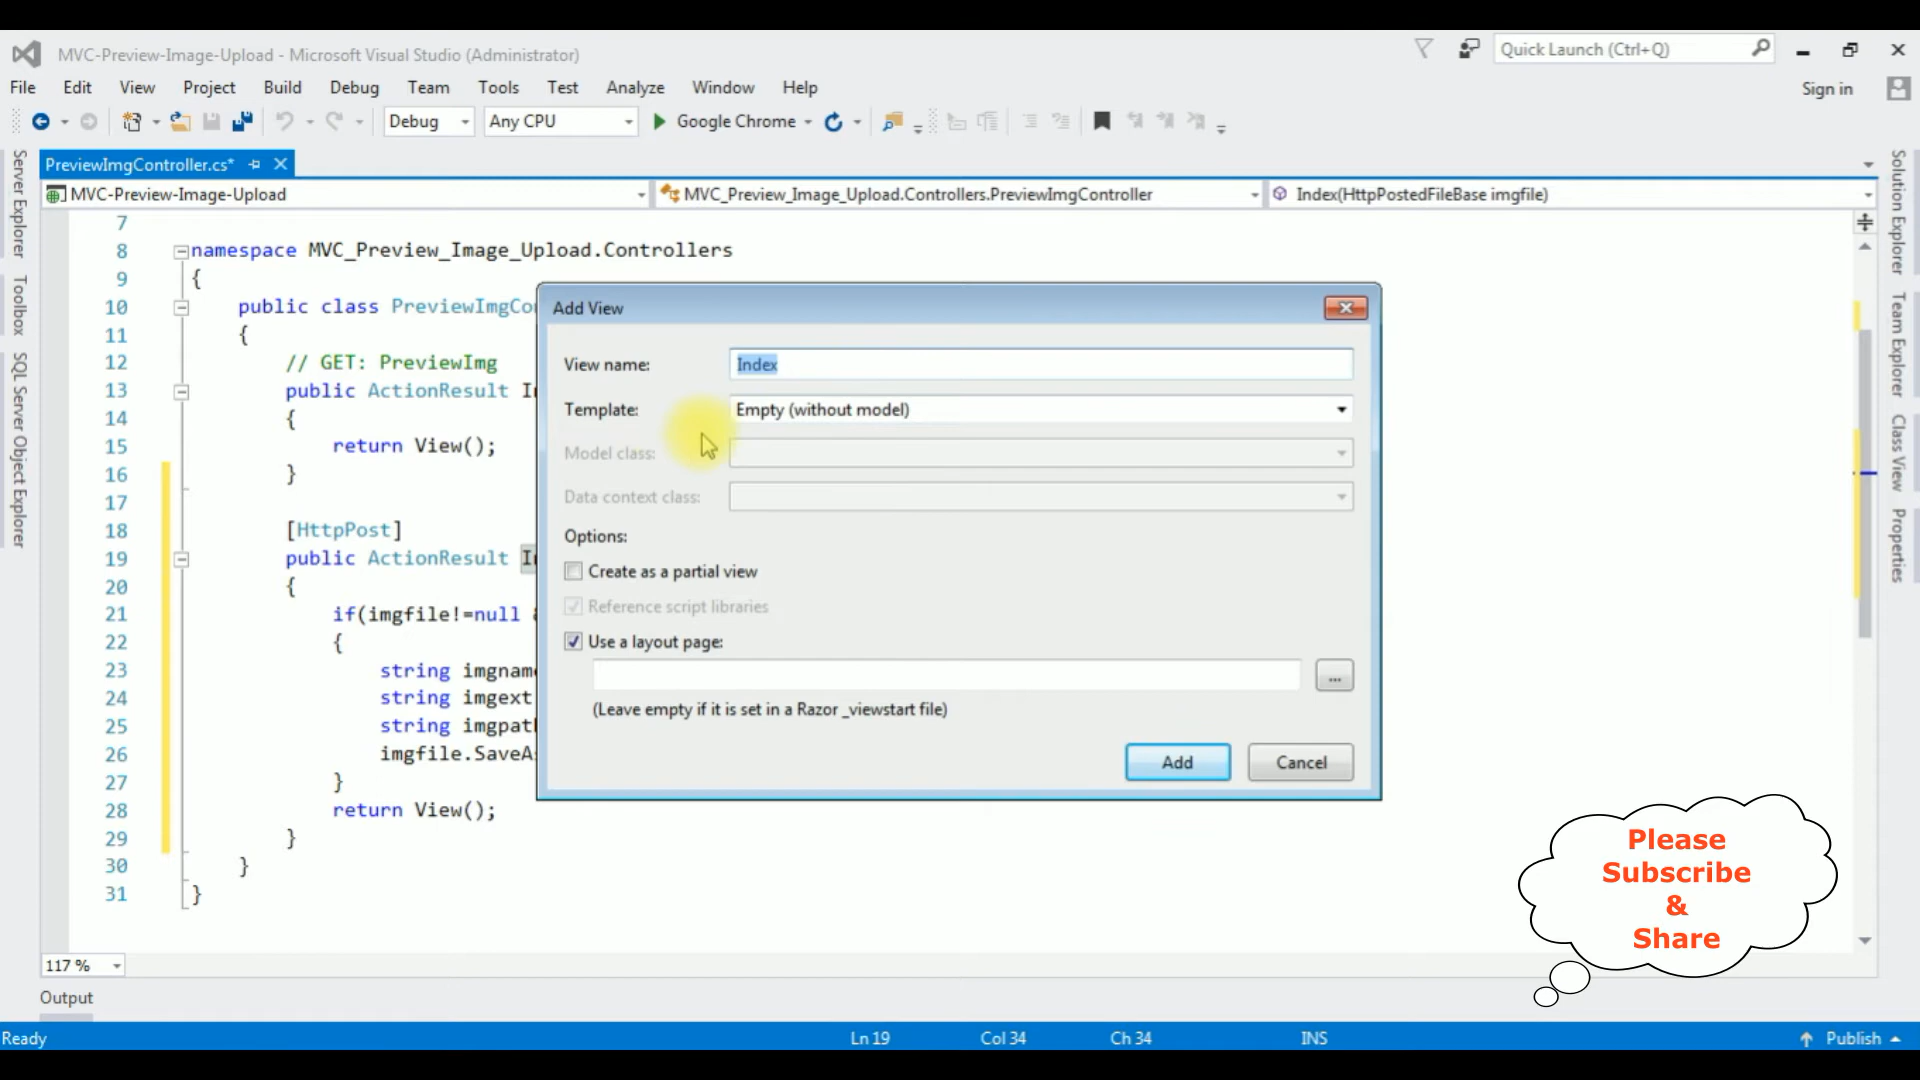 MVC-Preview-Image-Upload - Microsoft Visual Studio (Administrator)
Quick Launch (Ctrl+Q)
File Edit View Project Build Debug Team Tools Test Analyze Window Help
Sign in
Debug Any CPU Google Chrome
PreviewImgController.cs*
MVC-Preview-Image-Upload
MVC_Preview_Image_Upload.Controllers.PreviewImgController
Index(HttpPostedFileBase imgfile)
Server Explorer
Toolbox
SQL Server Object Explorer
7
8 namespace MVC_Preview_Image_Upload.Controllers
9 {
10 public class PreviewImgCo
11 {
12 // GET: PreviewImg
13 public ActionResult I
14 {
15 return View();
16 }
17
18 [HttpPost]
19 public ActionResult I
20 {
21 if(imgfile!=null
22 {
23 string imgname
24 string imgext
25 string imgpath
26 imgfile.SaveA
27 }
28 return View();
29 }
30 }
31 }
Add View
View name: Index
Template: Empty (without model)
Model class:
Data context class:
Options:
Create as a partial view
Reference script libraries
Use a layout page:
...
(Leave empty if it is set in a Razor _viewstart file)
Add Cancel
Solution Explorer
Team Explorer
Class View
Properties
Please
Subscribe
&
Share
117 %
Output
Ready Ln 19 Col 34 Ch 34 INS Publish